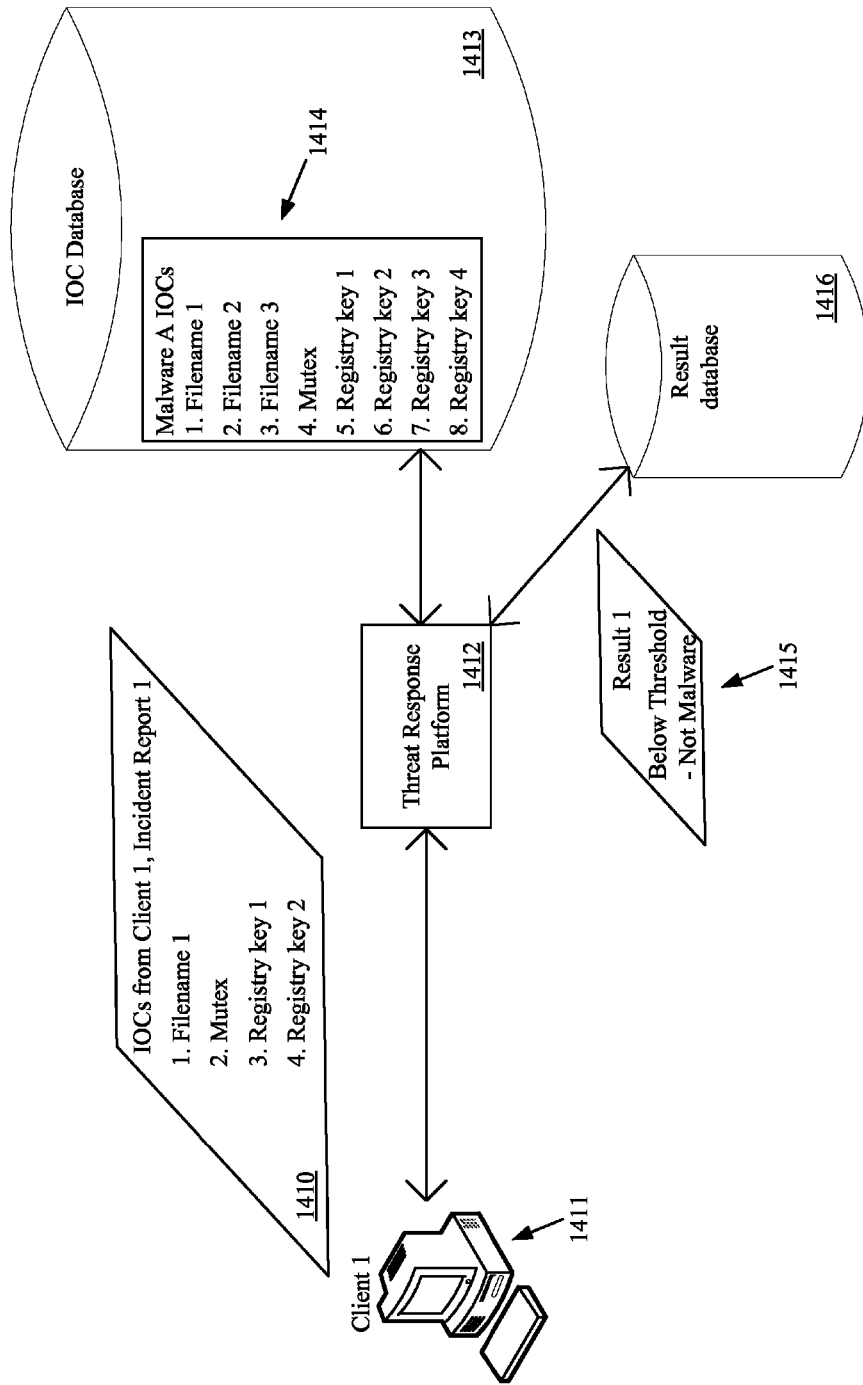 IOC Database
1413
1414
Malware A IOCs
1. Filename 1
2. Filename 2
3. Filename 3
4. Mutex
5. Registry key 1
6. Registry key 2
7. Registry key 3
8. Registry key 4
IOCs from Client 1, Incident Report 1
1. Filename 1
2. Mutex
3. Registry key 1
4. Registry key 2
1410
Client 1
1411
Threat Response
Platform
1412
Result 1
Below Threshold
- Not Malware
1415
Result
database
1416